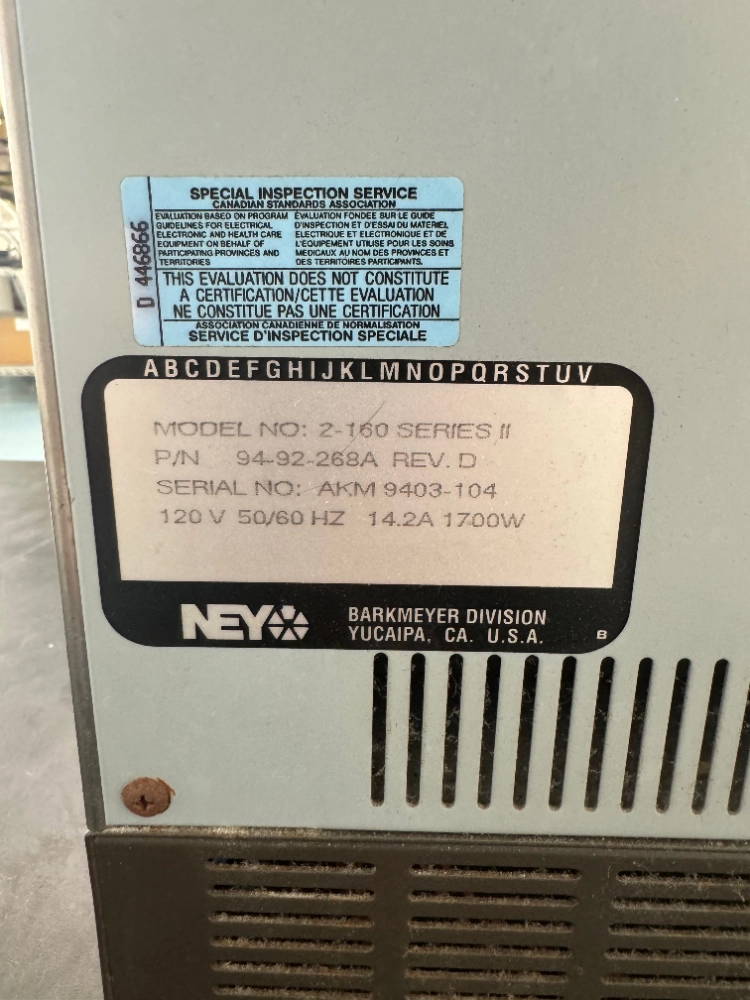 SPECIAL INSPECTION SERVICE
CANADIAN STANDARDS ASSOCIATION
D 446866
EVALUATION BASED ON PROGRAM
GUIDELINES FOR ELECTRICAL
ELECTRONIC AND HEALTH CARE
EQUIPMENT ON BEHALF OF
PARTICIPATING PROVINCES AND
TERRITORIES
EVALUATION FONDEE SUR LE GUIDE
D'INSPECTION ET D'ESSAI DU MATERIEL
ELECTRIQUE ET ELECTRONIQUE ET DE
L'EQUIPEMENT UTILISE POUR LES SOINS
MEDICAUX AU NOM DES PROVINCES ET
DES TERRITOIRES PARTICIPANTS.
THIS EVALUATION DOES NOT CONSTITUTE
A CERTIFICATION/CETTE EVALUATION
NE CONSTITUE PAS UNE CERTIFICATION
ASSOCIATION CANADIENNE DE NORMALISATION
SERVICE D'INSPECTION SPECIALE
ABCDEFGHIJKLMNOPQRSTUV
MODEL NO: 2-160 SERIES II
P/N 94-92-268A REV. D
SERIAL NO: AKM 9403-104
120 V 50/60 HZ 14.2A 1700W
NEY
BARKMEYER DIVISION
YUCAIPA, CA. U.S.A.
B